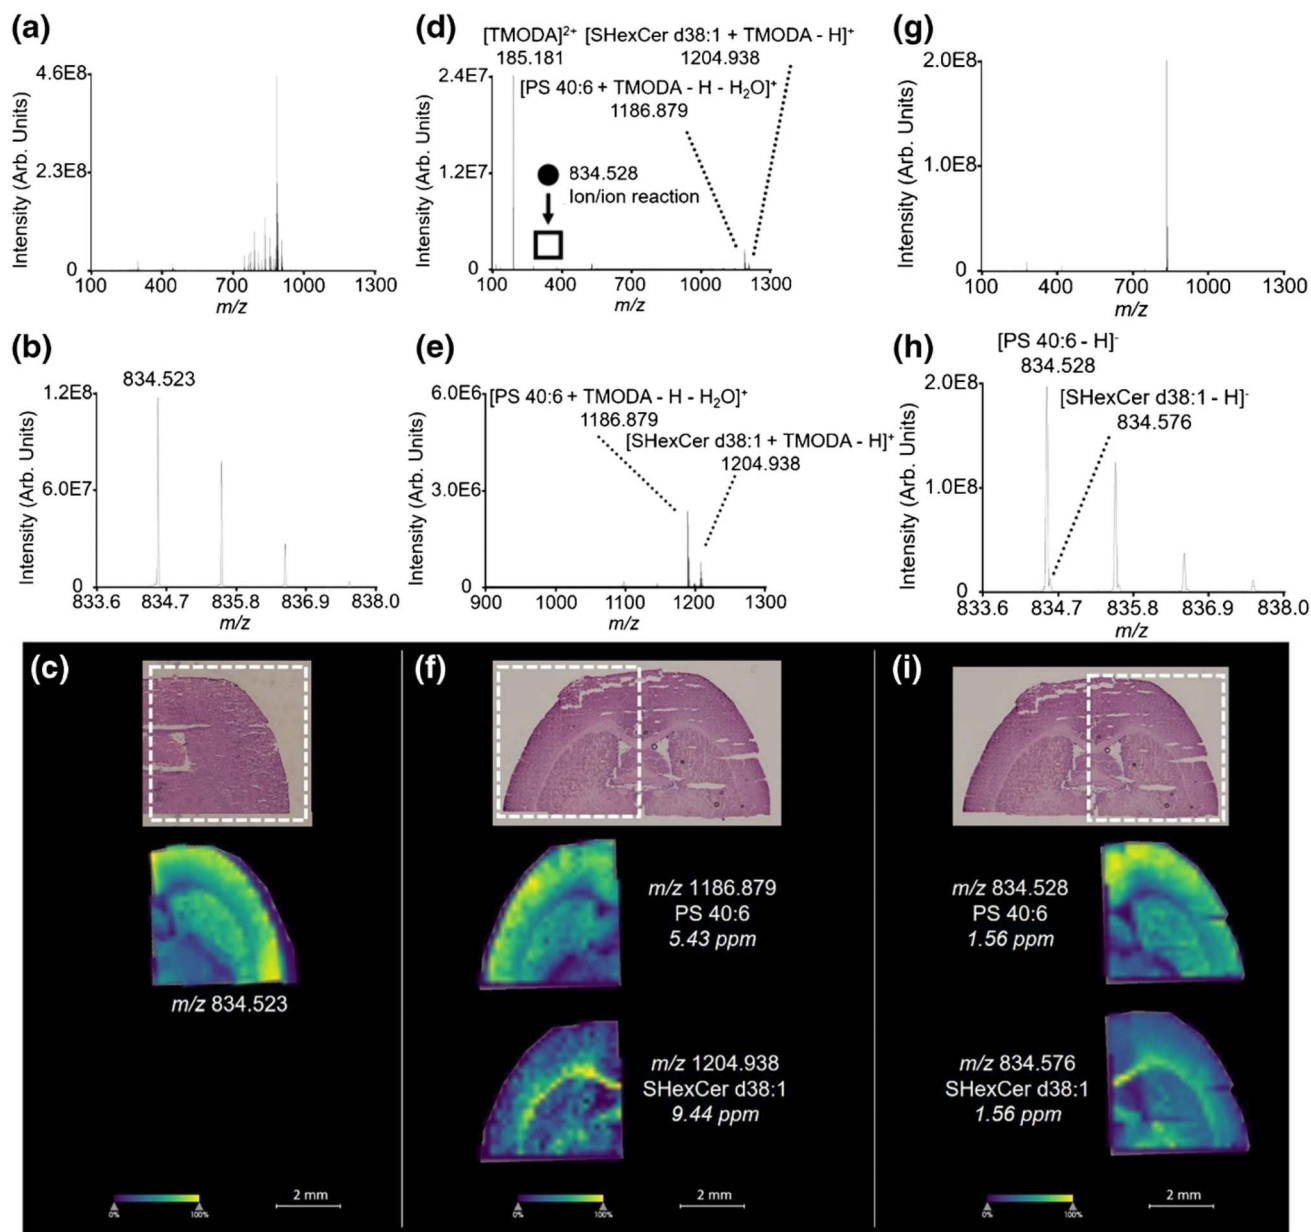 (a)
4.6E8
2.3E8
0
Intensity (Arb. Units)
100 400 700 1000 1300
m/z
(d)
[TMODA]²⁺ [SHexCer d38:1 + TMODA - H]⁺
185.181 1204.938
2.4E7
[PS 40:6 + TMODA - H - H₂O]⁺
1186.879
1.2E7
834.528
Ion/ion reaction
0
Intensity (Arb. Units)
100 400 700 1000 1300
m/z
(g)
2.0E8
1.0E8
0
Intensity (Arb. Units)
100 400 700 1000 1300
m/z
(b)
834.523
1.2E8
6.0E7
0
Intensity (Arb. Units)
833.6 834.7 835.8 836.9 838.0
m/z
(e)
6.0E6
[PS 40:6 + TMODA - H - H₂O]⁺
1186.879
[SHexCer d38:1 + TMODA - H]⁺
1204.938
3.0E6
0
Intensity (Arb. Units)
900 1000 1100 1200 1300
m/z
(h)
[PS 40:6 - H]⁻
834.528
2.0E8
[SHexCer d38:1 - H]⁻
834.576
1.0E8
0
Intensity (Arb. Units)
833.6 834.7 835.8 836.9 838.0
m/z
(c)
m/z 834.523
0% 100%
2 mm
(f)
m/z 1186.879
PS 40:6
5.43 ppm
m/z 1204.938
SHexCer d38:1
9.44 ppm
0% 100%
2 mm
(i)
m/z 834.528
PS 40:6
1.56 ppm
m/z 834.576
SHexCer d38:1
1.56 ppm
0% 100%
2 mm